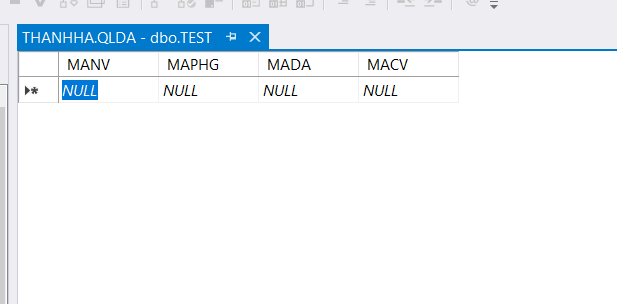 THANHHA.QLDA - dbo.TEST
MANV MAPHG MADA MACV
NULL NULL NULL NULL